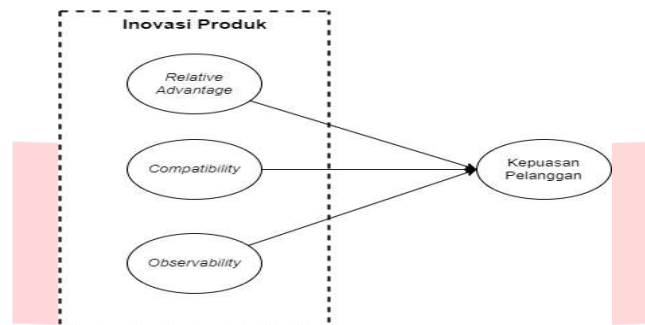 Inovasi Produk
Relative
Advantage
Compatibility
Kepuasan
Pelanggan
Observability